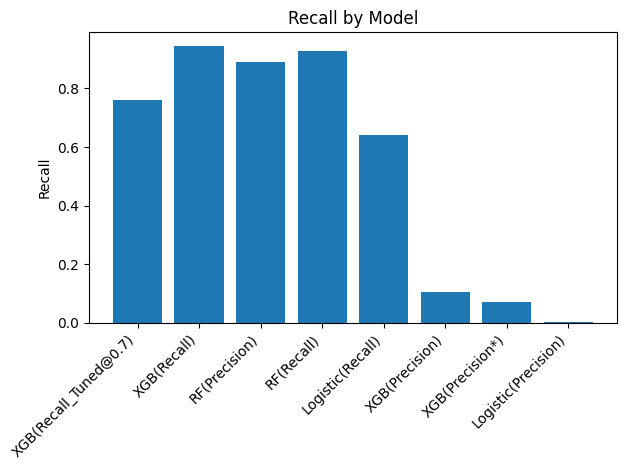 Recall by Model
Recall
0.8
0.6
0.4
0.2
0.0
XGB(Recall_Tuned@0.7)
XGB(Recall)
RF(Precision)
RF(Recall)
Logistic(Recall)
XGB(Precision)
XGB(Precision*)
Logistic(Precision)